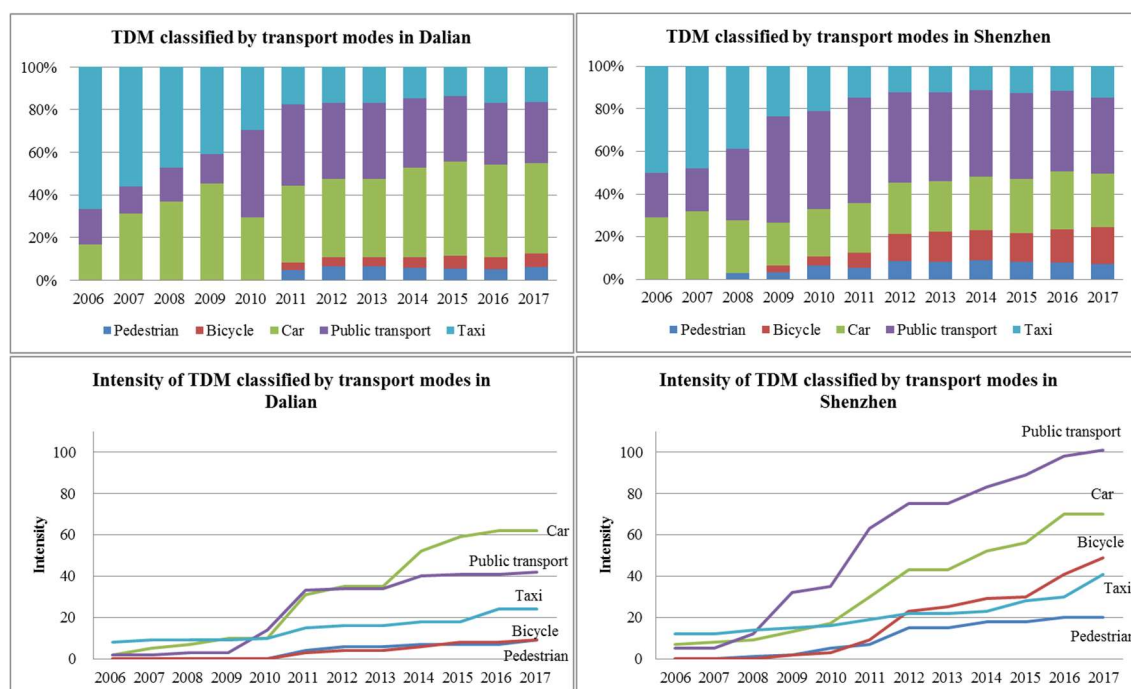 TDM classified by transport modes in Dalian
100%
80%
60%
40%
20%
0%
2006 2007 2008 2009 2010 2011 2012 2013 2014 2015 2016 2017
Pedestrian Bicycle Car Public transport Taxi
TDM classified by transport modes in Shenzhen
100%
80%
60%
40%
20%
0%
2006 2007 2008 2009 2010 2011 2012 2013 2014 2015 2016 2017
Pedestrian Bicycle Car Public transport Taxi
Intensity of TDM classified by transport modes in
Dalian
Intensity
100
80
60
40
20
0
Car
Public transport
Taxi
Bicycle
Pedestrian
2006 2007 2008 2009 2010 2011 2012 2013 2014 2015 2016 2017
Intensity of TDM classified by transport modes in
Shenzhen
Intensity
100
80
60
40
20
0
Public transport
Car
Bicycle
Taxi
Pedestrian
2006 2007 2008 2009 2010 2011 2012 2013 2014 2015 2016 2017